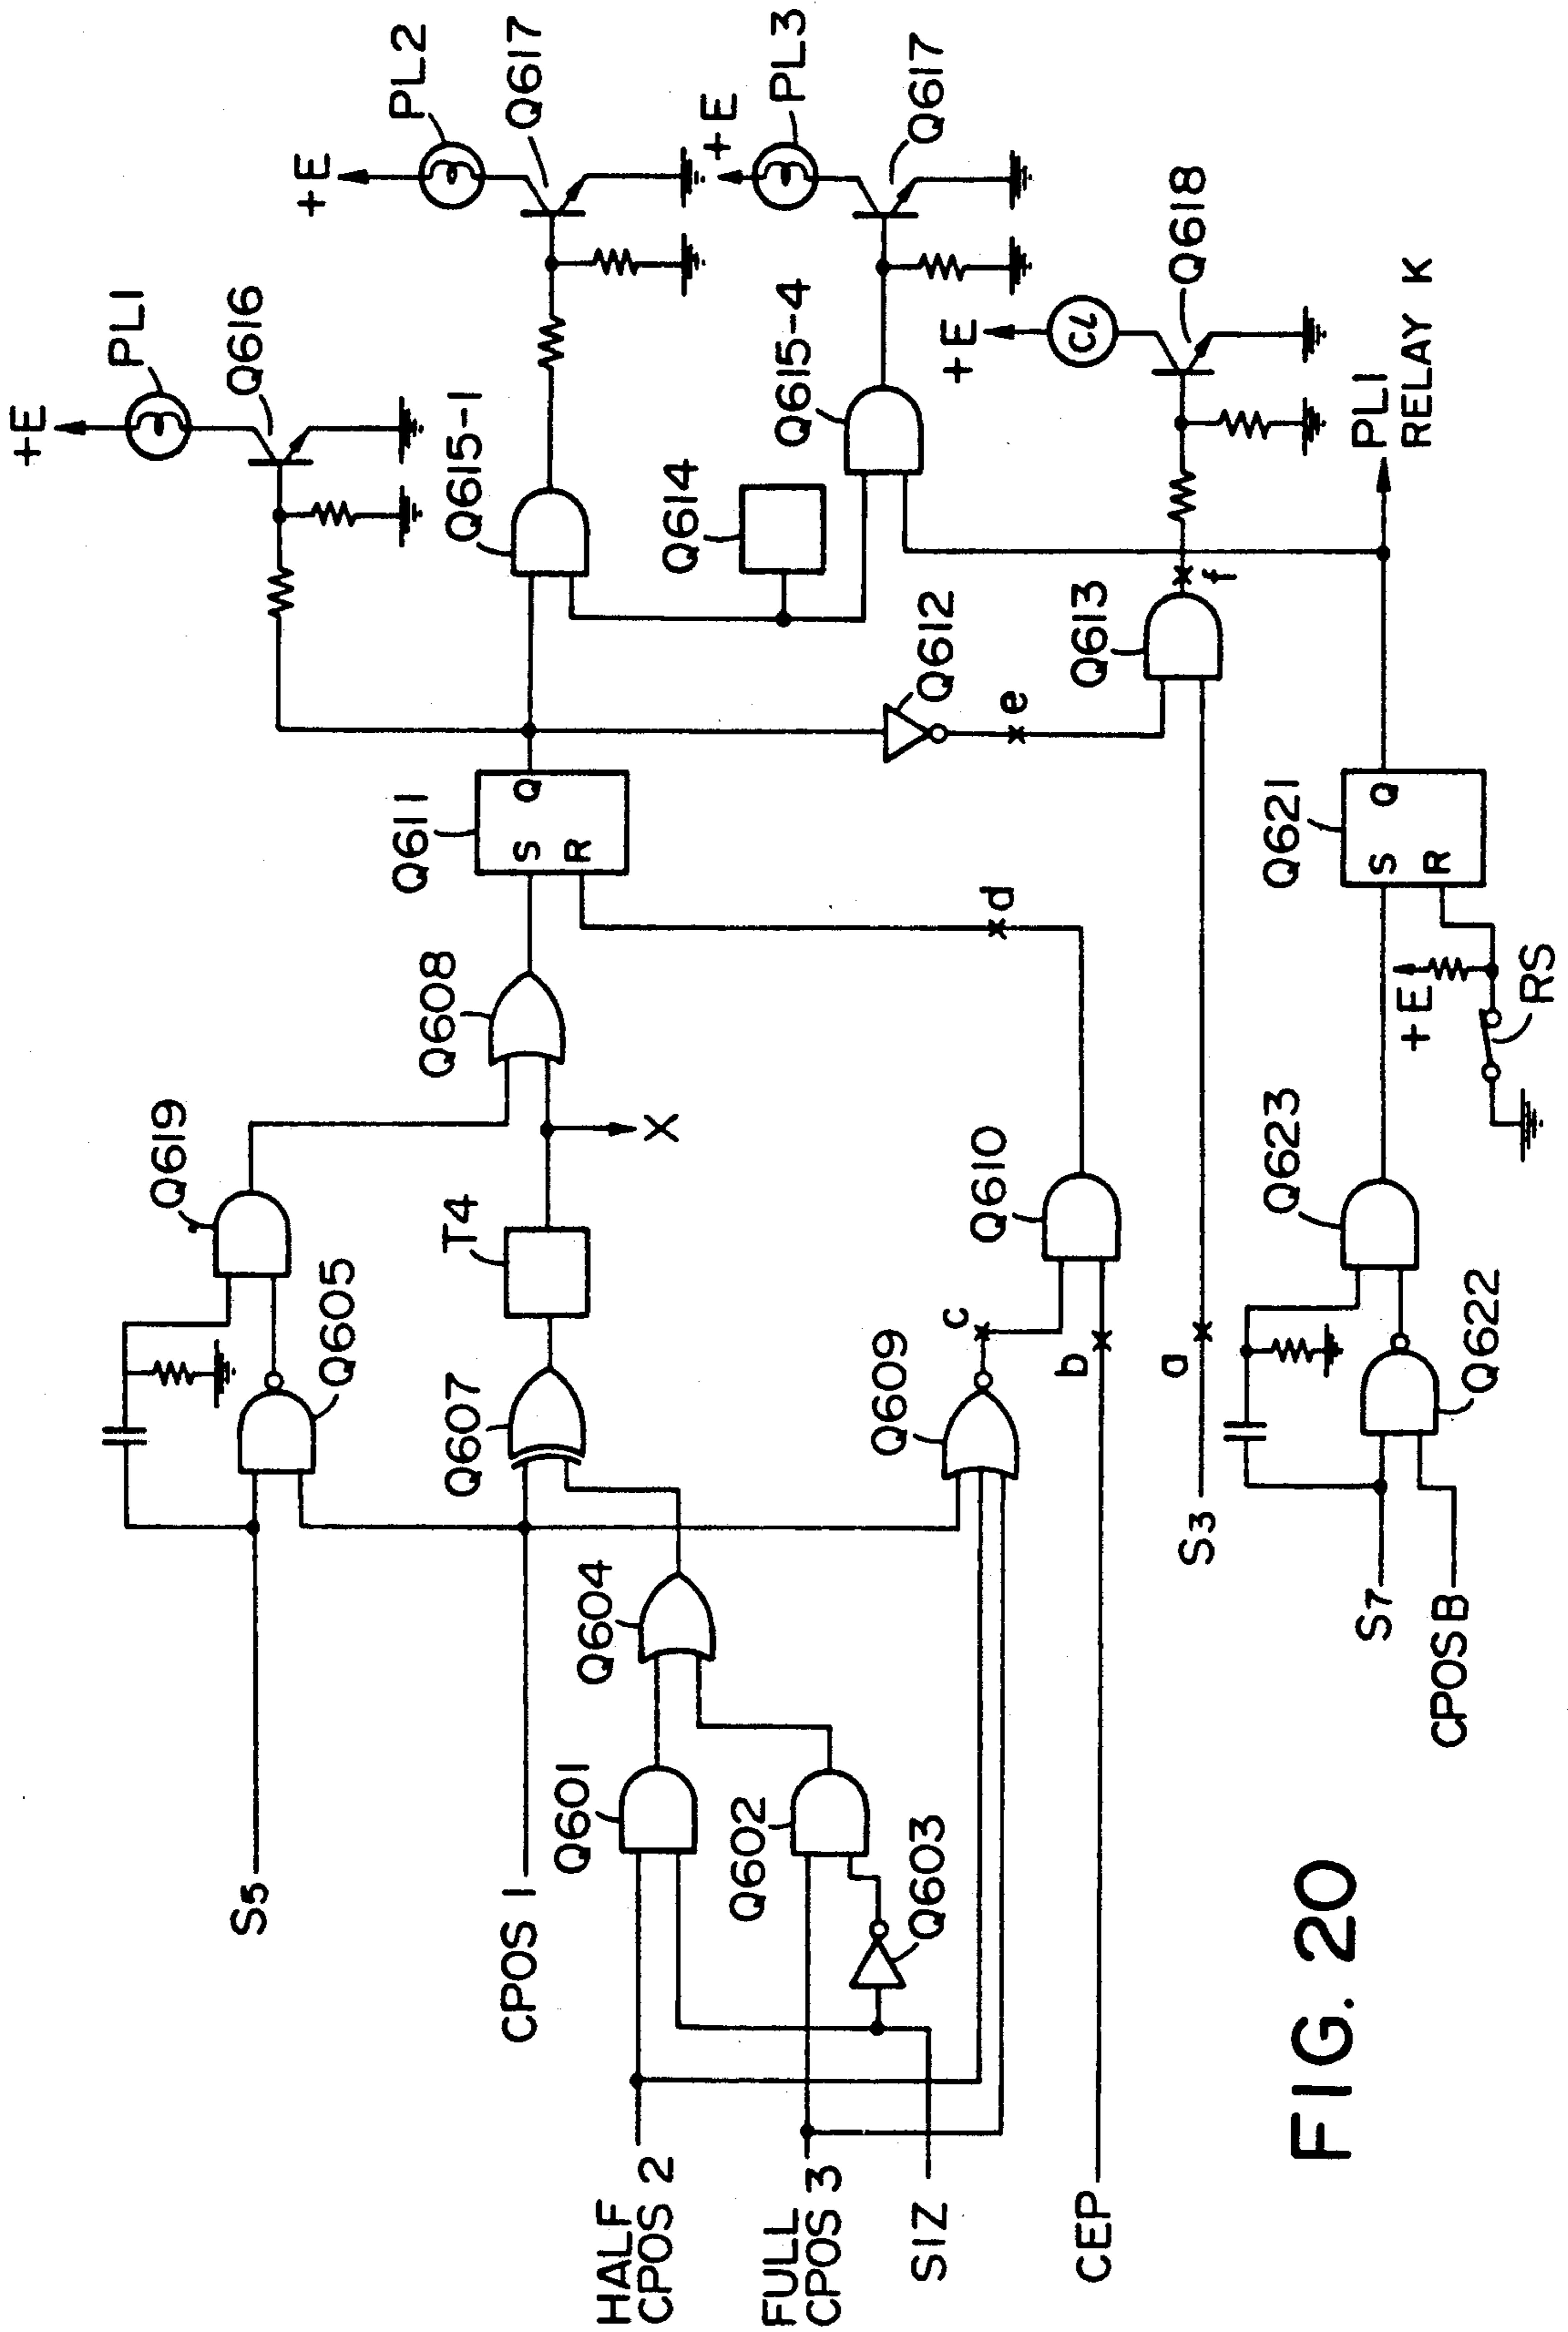 +E
PL1
Q616
+E
PL2
Q617
+E
PL3
Q617
Q615-1
Q614
Q615-4
+E
CL
Q618
PL1
RELAY K
Q611
S
R
Q
Q612
e
Q613
f
Q621
S
R
Q
d
Q608
X
+E
RS
Q619
T4
Q605
Q607
Q610
c
b
a
Q609
Q623
Q622
S5
CPOS 1
Q604
Q601
Q602
Q603
S3
S7
CPOS B
HALF
CPOS 2
FULL
CPOS 3
SIZ
CEP
FIG. 20